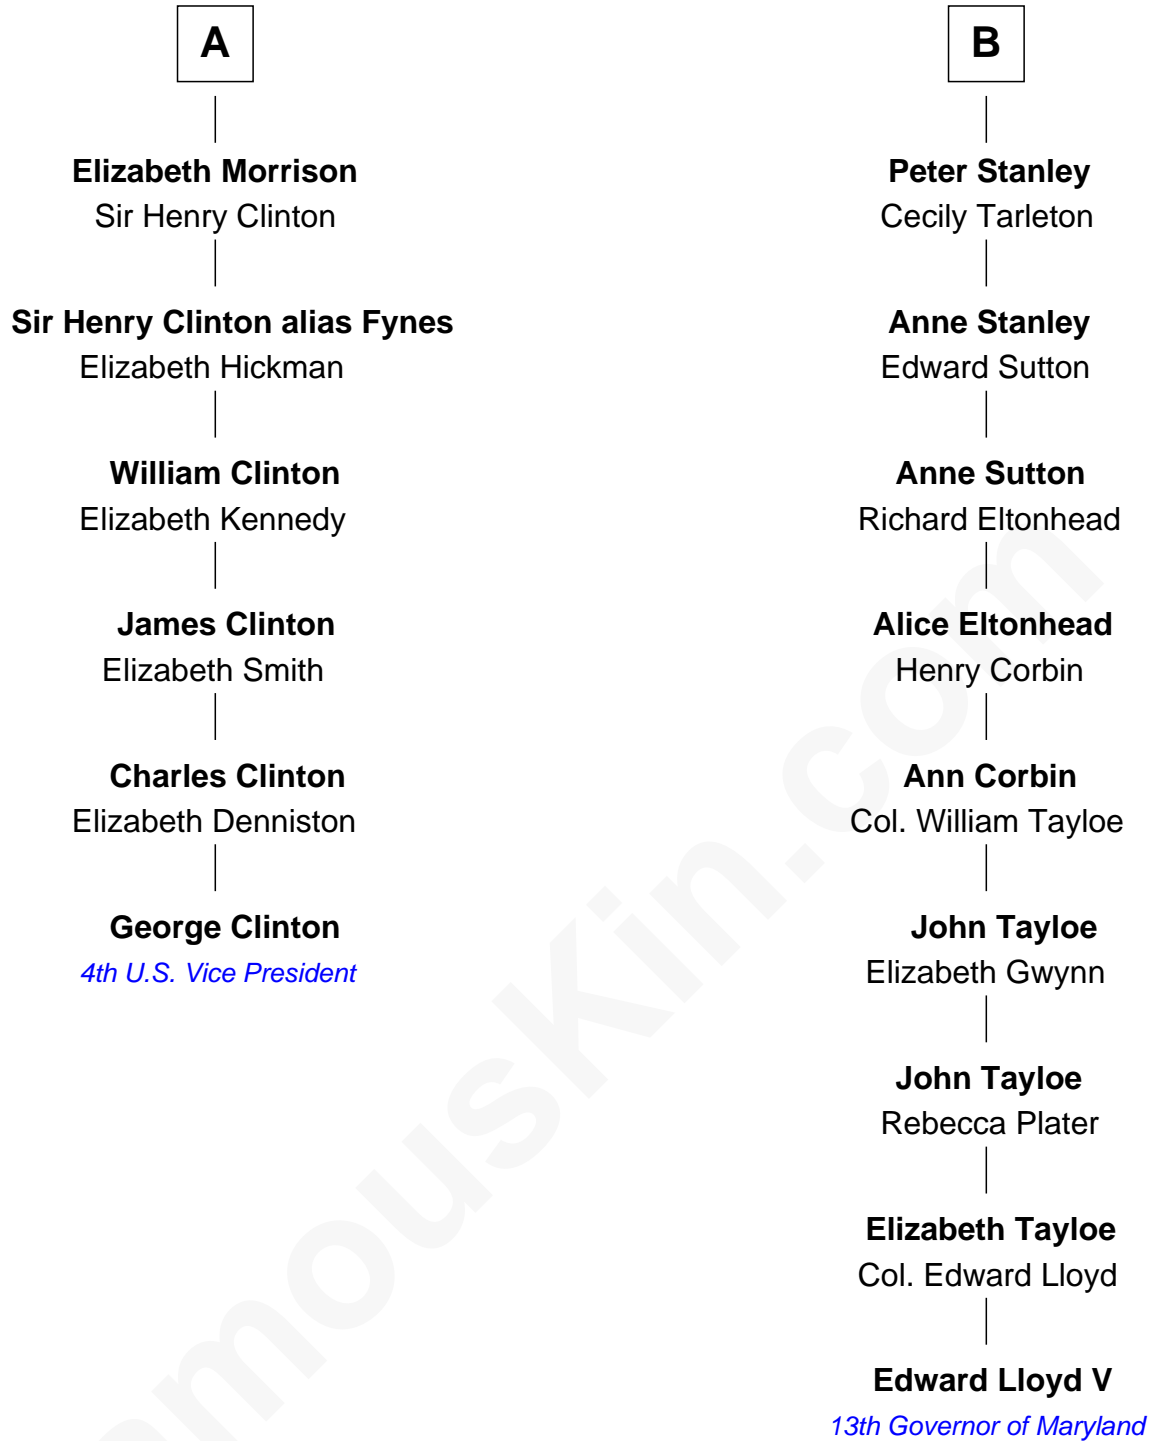 A
Elizabeth Morrison
Sir Henry Clinton
Sir Henry Clinton alias Fynes
Elizabeth Hickman
William Clinton
Elizabeth Kennedy
James Clinton
Elizabeth Smith
Charles Clinton
Elizabeth Denniston
George Clinton
4th U.S. Vice President
B
Peter Stanley
Cecily Tarleton
Anne Stanley
Edward Sutton
Anne Sutton
Richard Eltonhead
Alice Eltonhead
Henry Corbin
Ann Corbin
Col. William Tayloe
John Tayloe
Elizabeth Gwynn
John Tayloe
Rebecca Plater
Elizabeth Tayloe
Col. Edward Lloyd
Edward Lloyd V
13th Governor of Maryland
mousKin.com